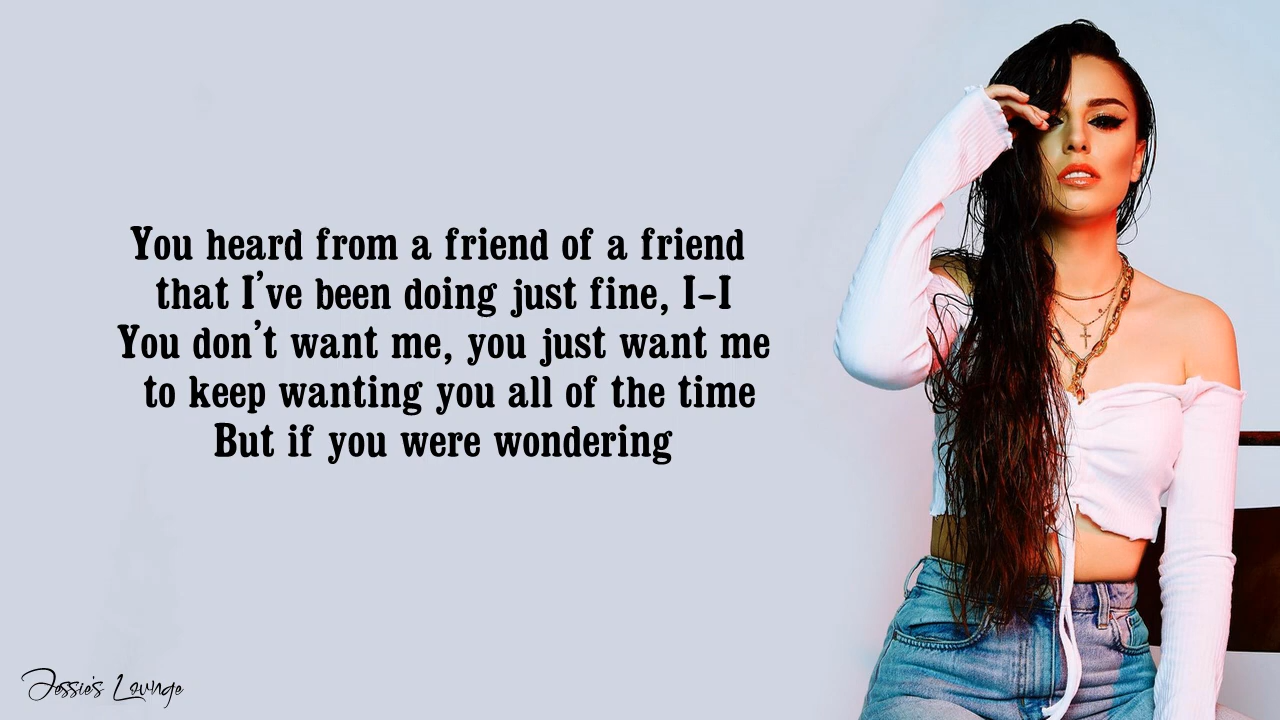 You heard from a friend of a friend
that I've been doing just fine, I-I
You don't want me, you just want me
to keep wanting you all of the time
But if you were wondering
Jessie's Lounge